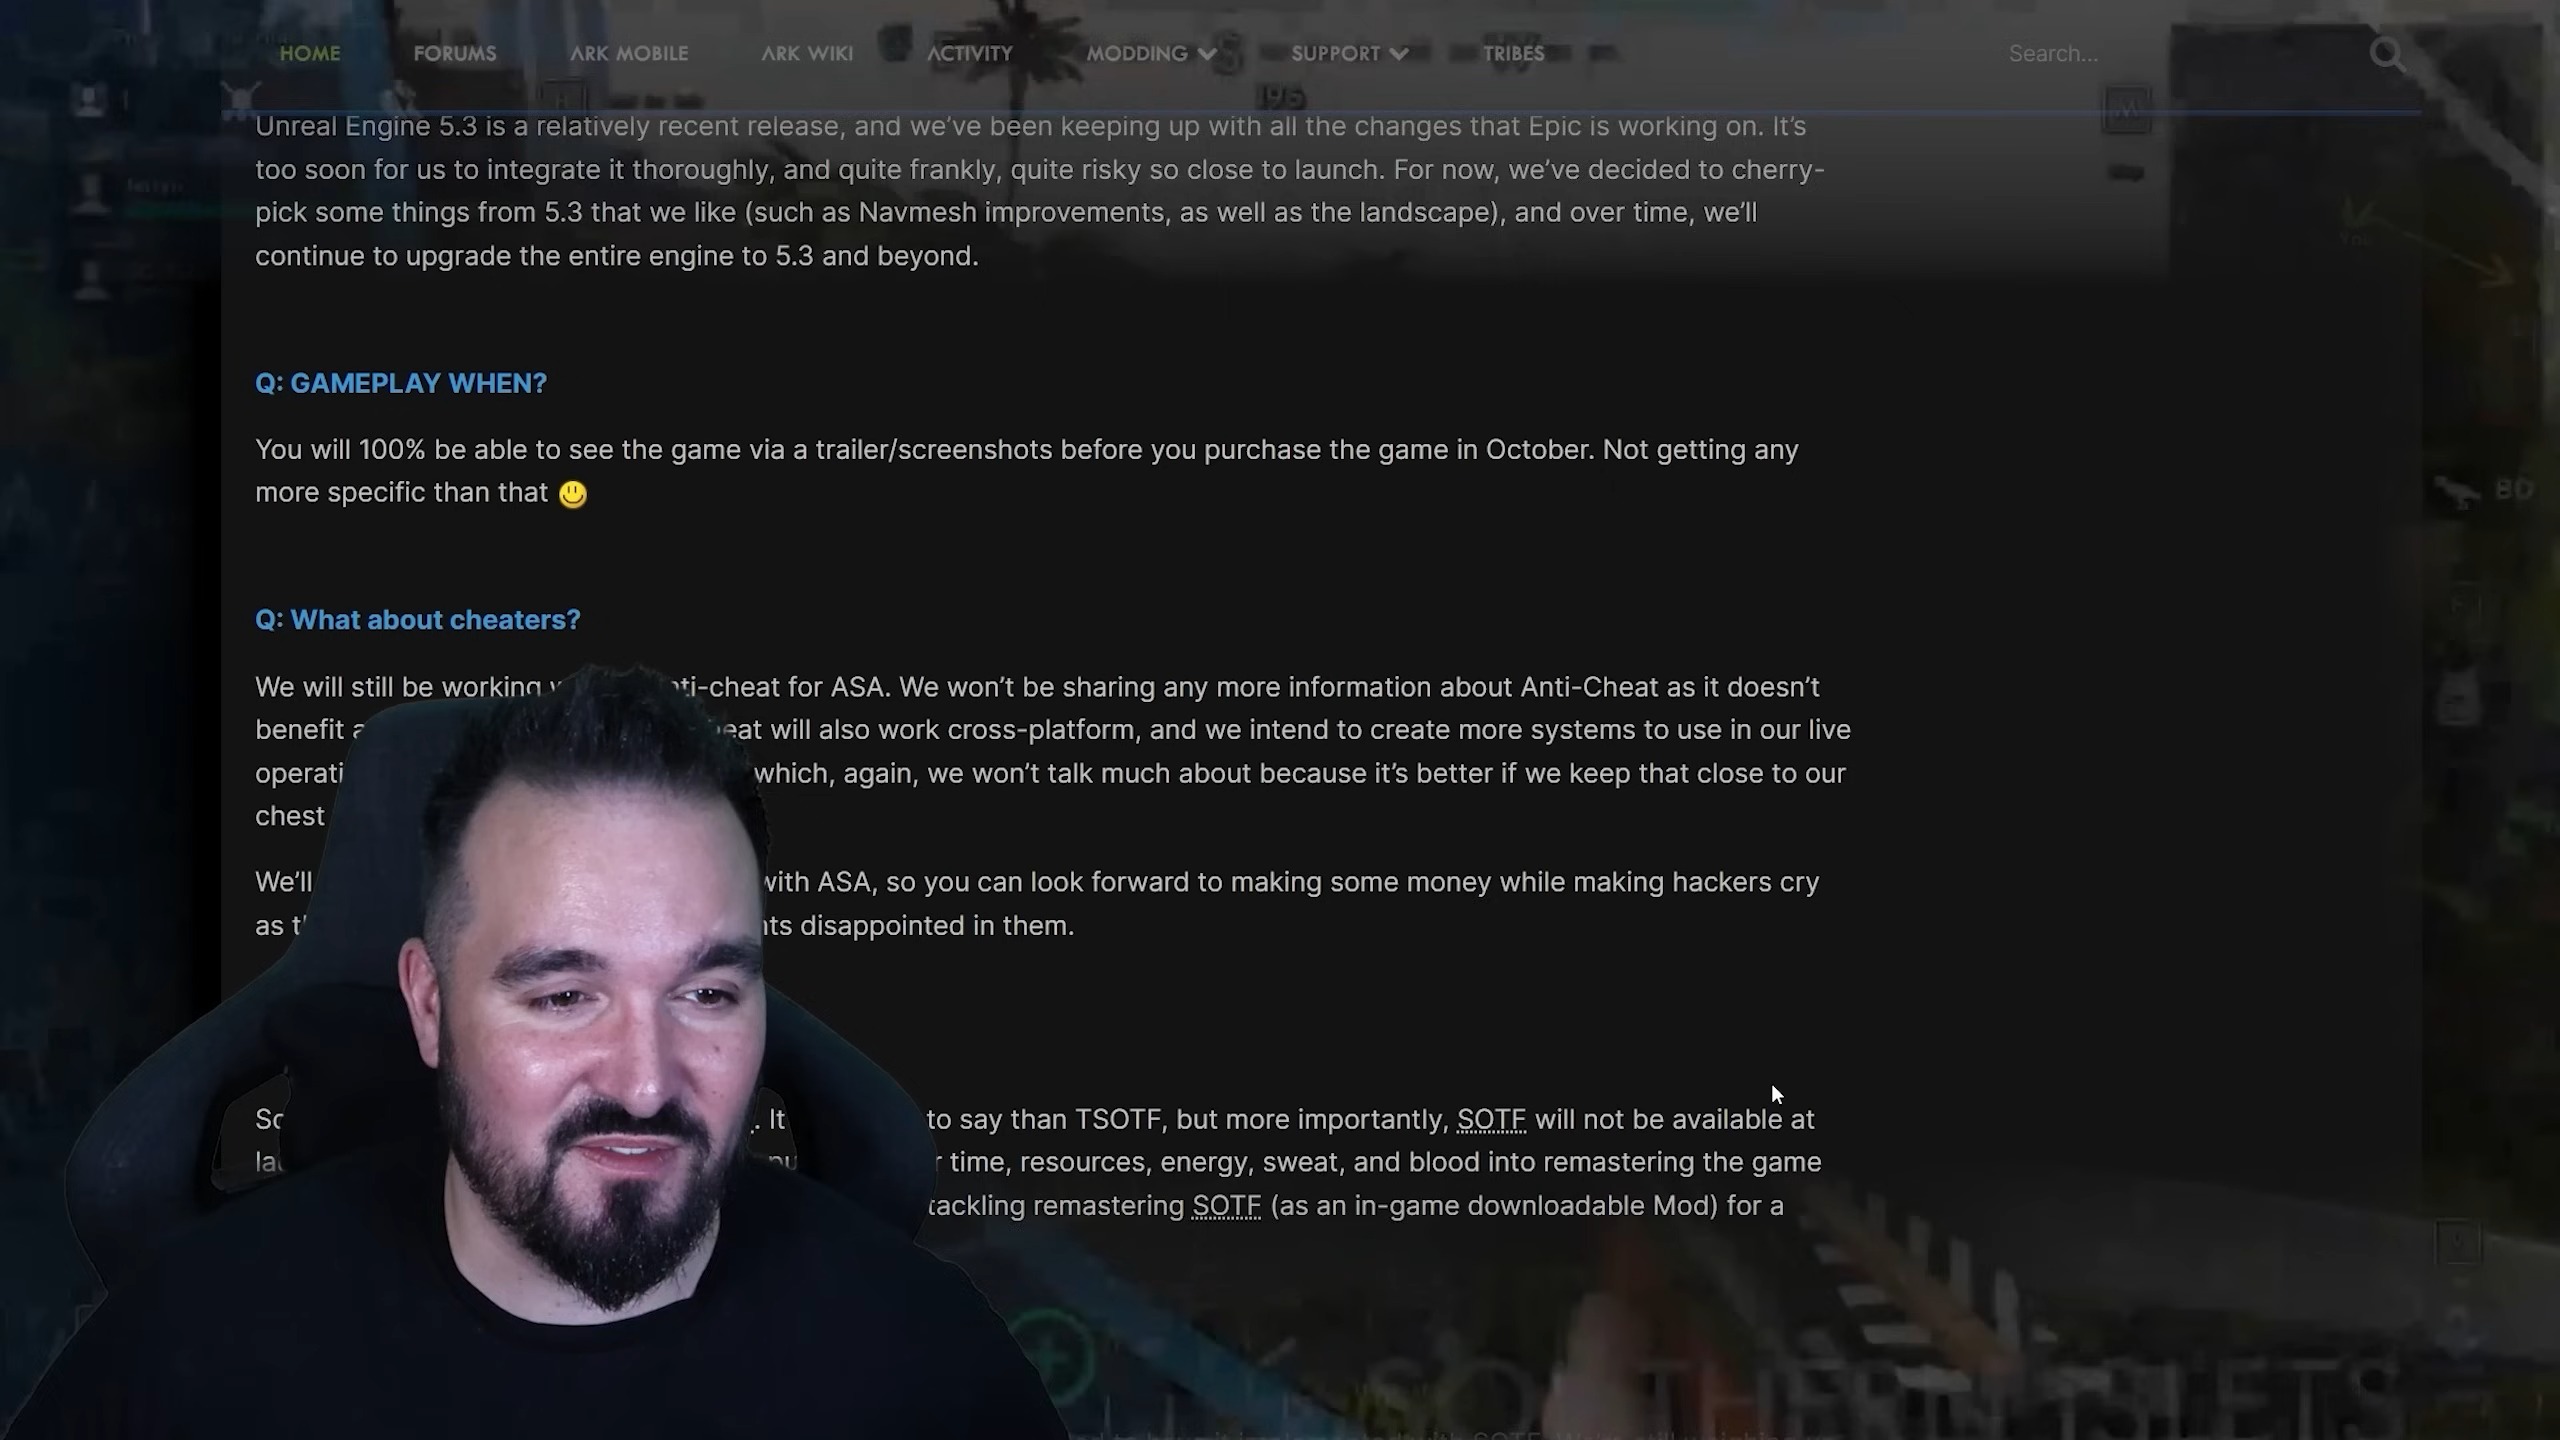 HOME FORUMS ARK MOBILE ARK WIKI ACTIVITY MODDING SUPPORT TRIBES Search...
196
Unreal Engine 5.3 is a relatively recent release, and we've been keeping up with all the changes that Epic is working on. It's
too soon for us to integrate it thoroughly, and quite frankly, quite risky so close to launch. For now, we've decided to cherry-
pick some things from 5.3 that we like (such as Navmesh improvements, as well as the landscape), and over time, we'll
continue to upgrade the entire engine to 5.3 and beyond.
Q: GAMEPLAY WHEN?
You will 100% be able to see the game via a trailer/screenshots before you purchase the game in October. Not getting any
more specific than that
80
Q: What about cheaters?
We will still be working ti-cheat for ASA. We won't be sharing any more information about Anti-Cheat as it doesn't
benefit eat will also work cross-platform, and we intend to create more systems to use in our live
operati which, again, we won't talk much about because it's better if we keep that close to our
chest
We'll with ASA, so you can look forward to making some money while making hackers cry
as nts disappointed in them.
. It to say than TSOTF, but more importantly, SOTF will not be available at
time, resources, energy, sweat, and blood into remastering the game
tackling remastering SOTF (as an in-game downloadable Mod) for a